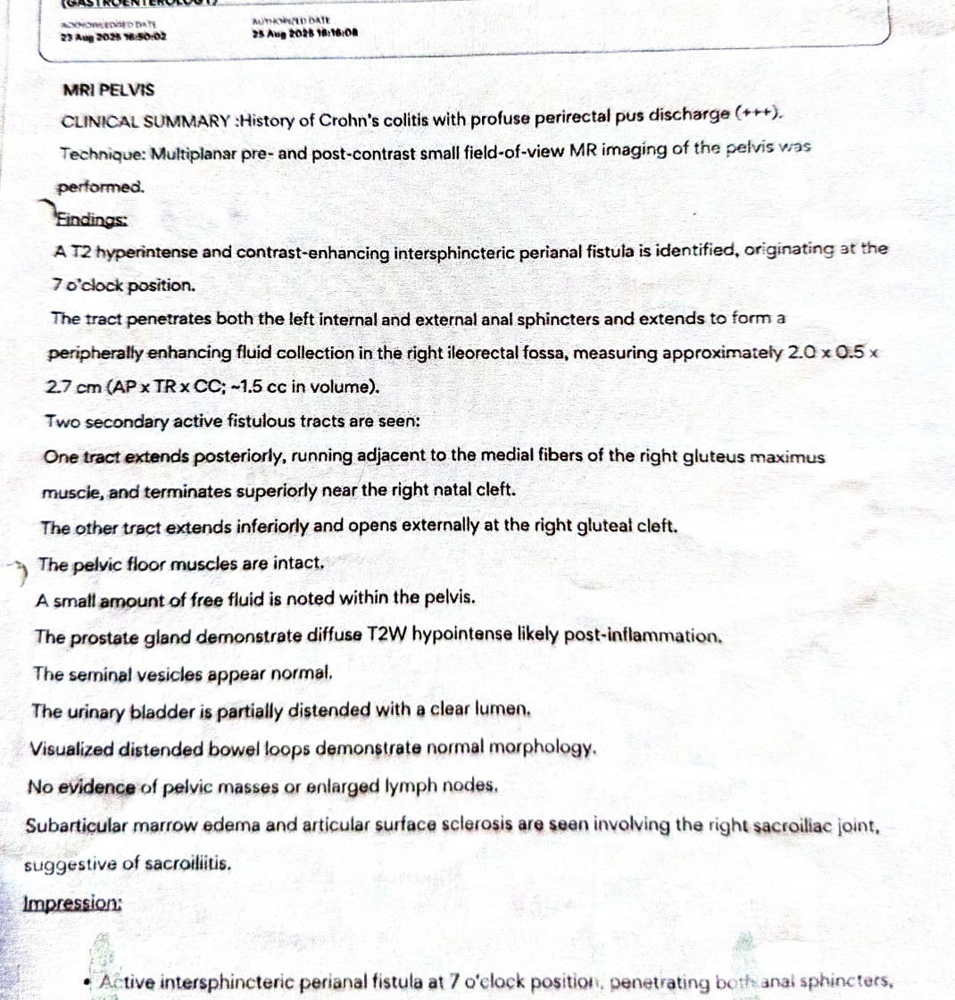 (GASTROENTEROLOGY)
ACKNOWLEDGED DATE AUTHORIZED DATE
23 Aug 2025 16:50:02 25 Aug 2025 16:16:08
MRI PELVIS
CLINICAL SUMMARY :History of Crohn's colitis with profuse perirectal pus discharge (+++).
Technique: Multiplanar pre- and post-contrast small field-of-view MR imaging of the pelvis was
performed.
Findings:
A T2 hyperintense and contrast-enhancing intersphincteric perianal fistula is identified, originating at the
7 o'clock position.
The tract penetrates both the left internal and external anal sphincters and extends to form a
peripherally enhancing fluid collection in the right ileorectal fossa, measuring approximately 2.0 x 0.5 x
2.7 cm (AP x TR x CC; ~1.5 cc in volume).
Two secondary active fistulous tracts are seen:
One tract extends posteriorly, running adjacent to the medial fibers of the right gluteus maximus
muscle, and terminates superiorly near the right natal cleft.
The other tract extends inferiorly and opens externally at the right gluteal cleft.
The pelvic floor muscles are intact.
A small amount of free fluid is noted within the pelvis.
The prostate gland demonstrate diffuse T2W hypointense likely post-inflammation.
The seminal vesicles appear normal.
The urinary bladder is partially distended with a clear lumen.
Visualized distended bowel loops demonstrate normal morphology.
No evidence of pelvic masses or enlarged lymph nodes.
Subarticular marrow edema and articular surface sclerosis are seen involving the right sacroiliac joint,
suggestive of sacroiliitis.
Impression:
• Active intersphincteric perianal fistula at 7 o'clock position, penetrating both anal sphincters,